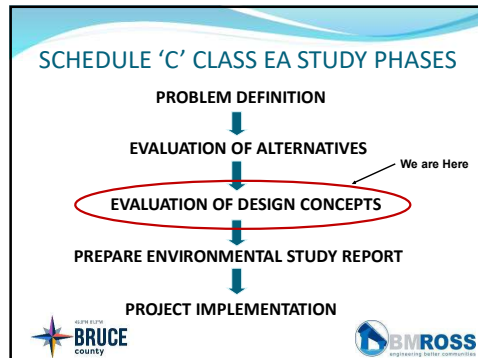 SCHEDULE ‘C’ CLASS EA STUDY PHASES
PROBLEM DEFINITION
EVALUATION OF ALTERNATIVES
We are Here
EVALUATION OF DESIGN CONCEPTS
PREPARE ENVIRONMENTAL STUDY REPORT
PROJECT IMPLEMENTATION
BRUCE
county
BMROSS
engineering better communities